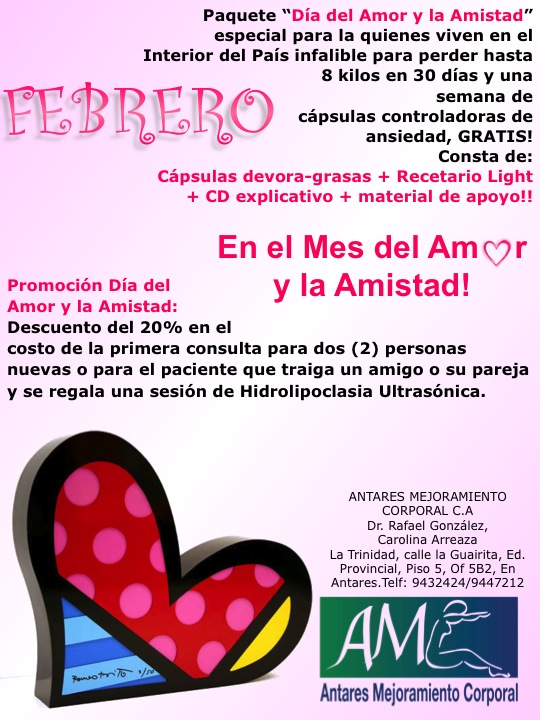 Paquete “Día del Amor y la Amistad”
especial para la quienes viven en el
Interior del País infalible para perder hasta
8 kilos en 30 días y una
semana de
cápsulas controladoras de
ansiedad, GRATIS!
Consta de:
Cápsulas devora-grasas + Recetario Light
+ CD explicativo + material de apoyo!!
FEBRERO
En el Mes del Am r
y la Amistad!
Promoción Día del
Amor y la Amistad:
Descuento del 20% en el
costo de la primera consulta para dos (2) personas
nuevas o para el paciente que traiga un amigo o su pareja
y se regala una sesión de Hidrolipoclasia Ultrasónica.
ANTARES MEJORAMIENTO
CORPORAL C.A
Dr. Rafael González,
Carolina Arreaza
La Trinidad, calle la Guairita, Ed.
Provincial, Piso 5, Of 5B2, En
Antares.Telf: 9432424/9447212
AMC
Antares Mejoramiento Corporal